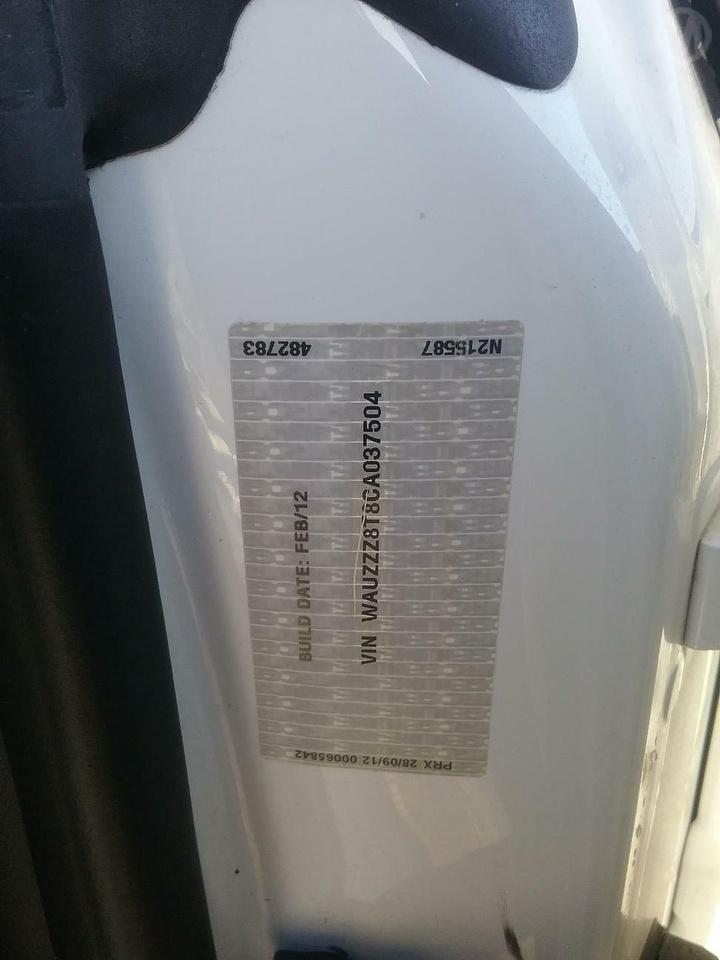 N215587 482783
BUILD DATE: FEB/12
VIN WAUZZZ8T8CA037504
PRX 28/09/12 00065842